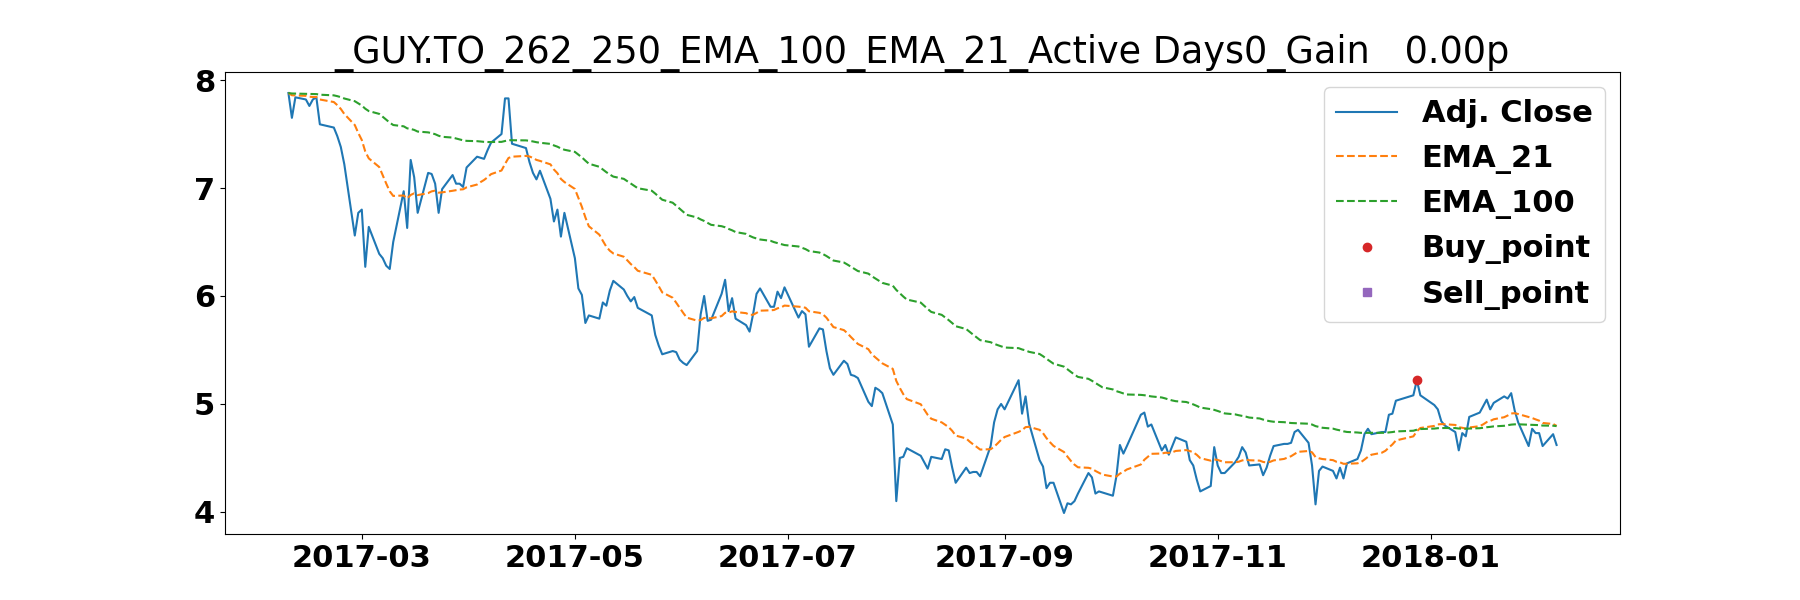 _GUY.TO_262_250_EMA_100_EMA_21_Active Days0_Gain   0.00p
8
7
6
5
4
2017-03
2017-05
2017-07
2017-09
2017-11
2018-01
Adj. Close
EMA_21
EMA_100
Buy_point
Sell_point